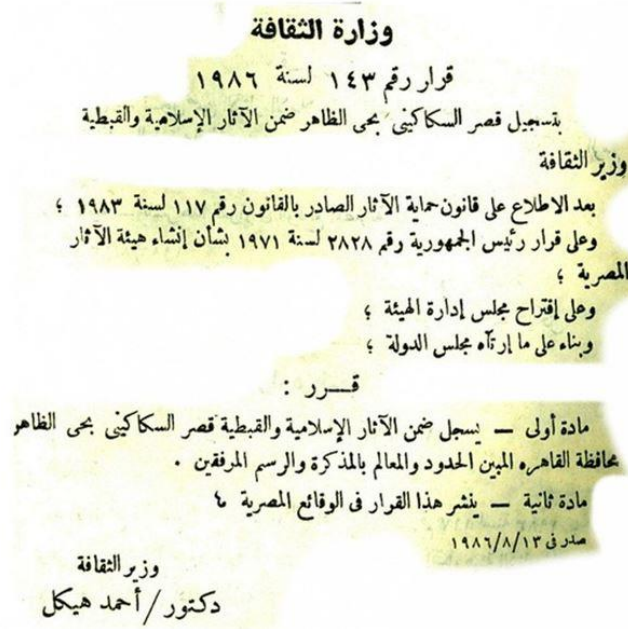 وزارة الثقافة
قرار رقم ١٤٣ لسنة ١٩٨٦
بتسجيل قصر السكاكينى بحى الظاهر ضمن الآثار الإسلامية والقبطية
وزير الثقافة
بعد الاطلاع على قانون حماية الآثار الصادر بالقانون رقم ١١٧ لسنة ١٩٨٣ ؛
وعلى قرار رئيس الجمهورية رقم ٢٨٢٨ لسنة ١٩٧١ بشأن إنشاء هيئة الآثار
المصرية ؛
وعلى إقتراح مجلس إدارة الهيئة ؛
وبناء على ما إرتآه مجلس الدولة ؛
قـــرر :
مادة أولى — يسجل ضمن الآثار الإسلامية والقبطية قصر السكاكينى بحى الظاهر
محافظة القاهره المبين الحدود والمعالم بالمذكرة والرسم المرفقين .
مادة ثانية — ينشر هذا القرار فى الوقائع المصرية
صدر فى ١٩٨٦/٨/١٣
وزير الثقافة
دكتور / أحمد هيكل